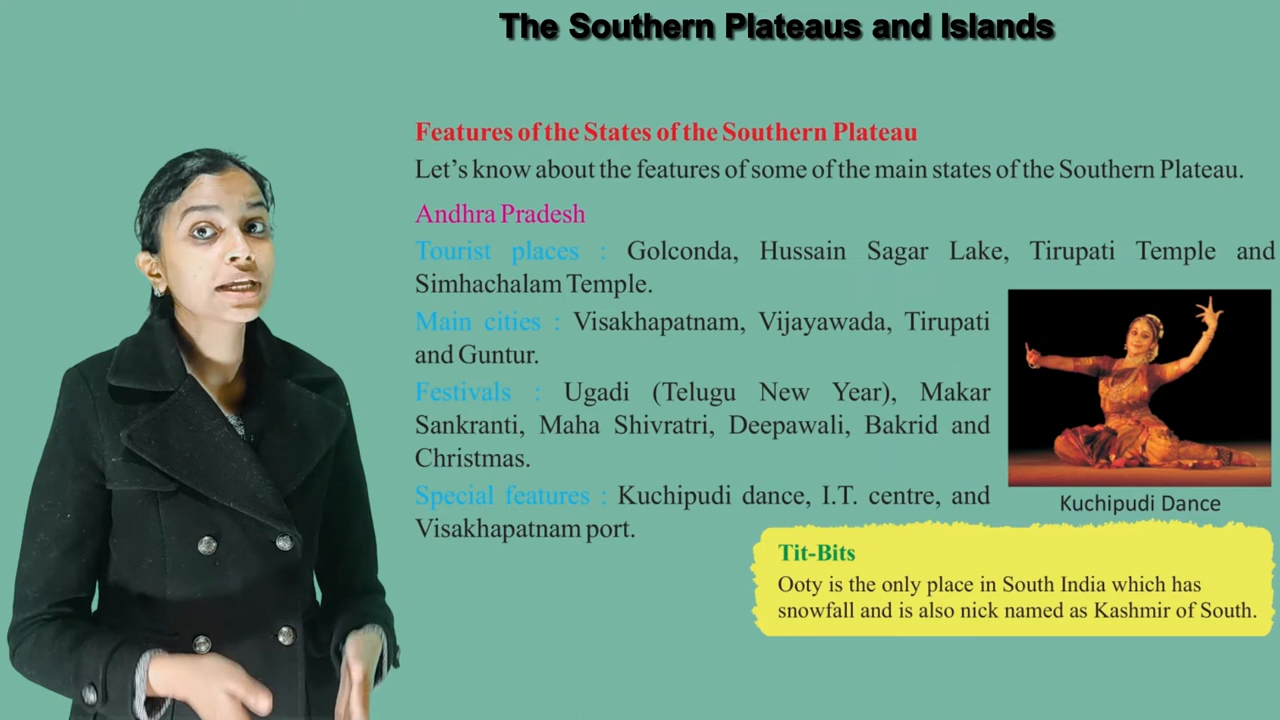 The Southern Plateaus and Islands
Features of the States of the Southern Plateau
Let's know about the features of some of the main states of the Southern Plateau.
Andhra Pradesh
Tourist places : Golconda, Hussain Sagar Lake, Tirupati Temple and
Simhachalam Temple.
Main cities : Visakhapatnam, Vijayawada, Tirupati
and Guntur.
Festivals : Ugadi (Telugu New Year), Makar
Sankranti, Maha Shivratri, Deepawali, Bakrid and
Christmas.
Special features : Kuchipudi dance, I.T. centre, and
Visakhapatnam port.
Kuchipudi Dance
Tit-Bits
Ooty is the only place in South India which has
snowfall and is also nick named as Kashmir of South.